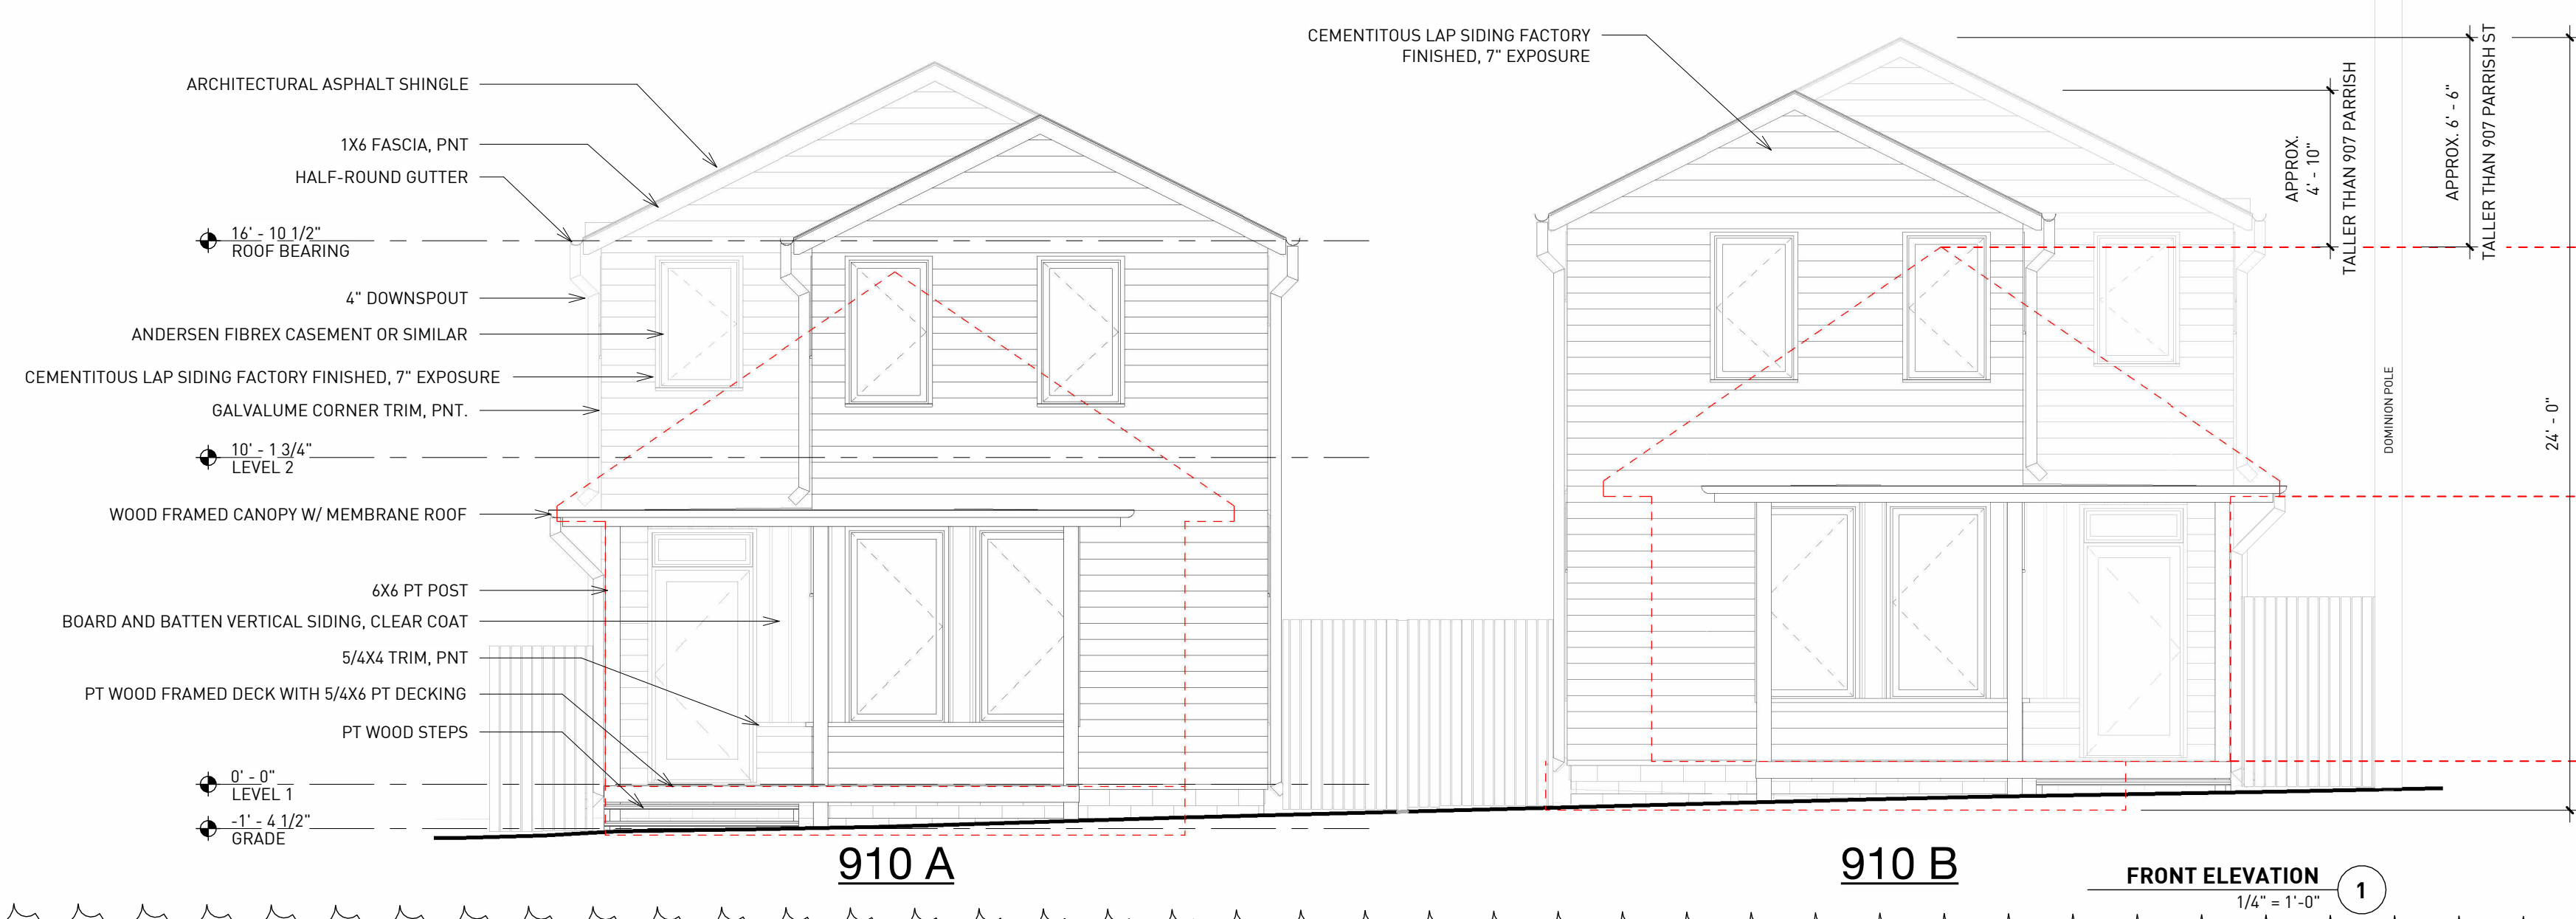 CEMENTITOUS LAP SIDING FACTORY
FINISHED, 7" EXPOSURE
ARCHITECTURAL ASPHALT SHINGLE
1X6 FASCIA, PNT
HALF-ROUND GUTTER
16' - 10 1/2"
ROOF BEARING
4" DOWNSPOUT
ANDERSEN FIBREX CASEMENT OR SIMILAR
CEMENTITOUS LAP SIDING FACTORY FINISHED, 7" EXPOSURE
GALVALUME CORNER TRIM, PNT.
10' - 1 3/4"
LEVEL 2
WOOD FRAMED CANOPY W/ MEMBRANE ROOF
6X6 PT POST
BOARD AND BATTEN VERTICAL SIDING, CLEAR COAT
5/4X4 TRIM, PNT
PT WOOD FRAMED DECK WITH 5/4X6 PT DECKING
PT WOOD STEPS
0' - 0"
LEVEL 1
-1' - 4 1/2"
GRADE
APPROX.
4' - 10"
TALLER THAN 907 PARRISH
APPROX. 6' - 6"
TALLER THAN 907 PARRISH ST
DOMINION POLE
24' - 0"
910 A
910 B
FRONT ELEVATION
1/4" = 1'-0"
1